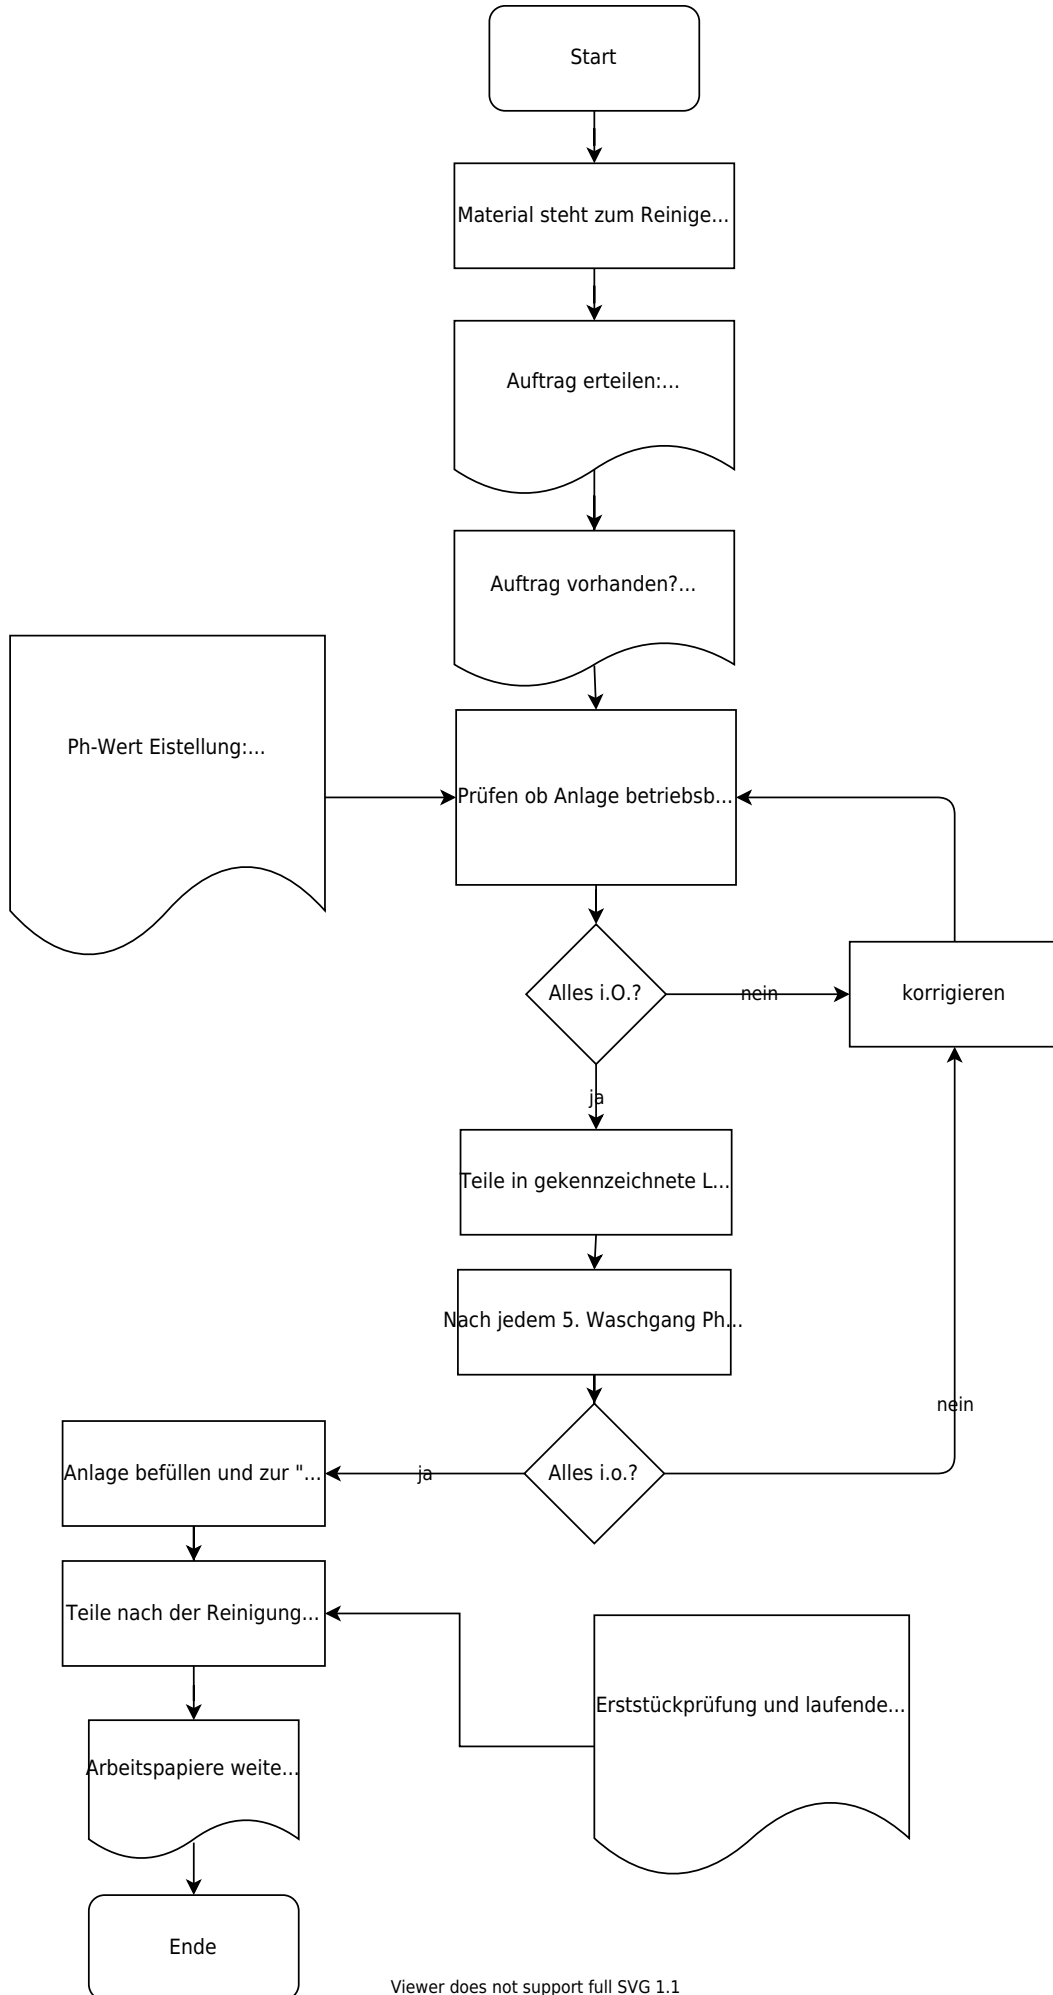 Start
Material steht zum Reinige...
Auftrag erteilen:...
Auftrag vorhanden?...
Ph-Wert Eistellung:...
Prüfen ob Anlage betriebsb...
Alles i.O.?
nein
korrigieren
ja
Teile in gekennzeichnete L...
Nach jedem 5. Waschgang Ph...
nein
Alles i.o.?
ja
Anlage befüllen und zur "...
Teile nach der Reinigung...
Erststückprüfung und laufende...
Arbeitspapiere weite...
Ende
Viewer does not support full SVG 1.1